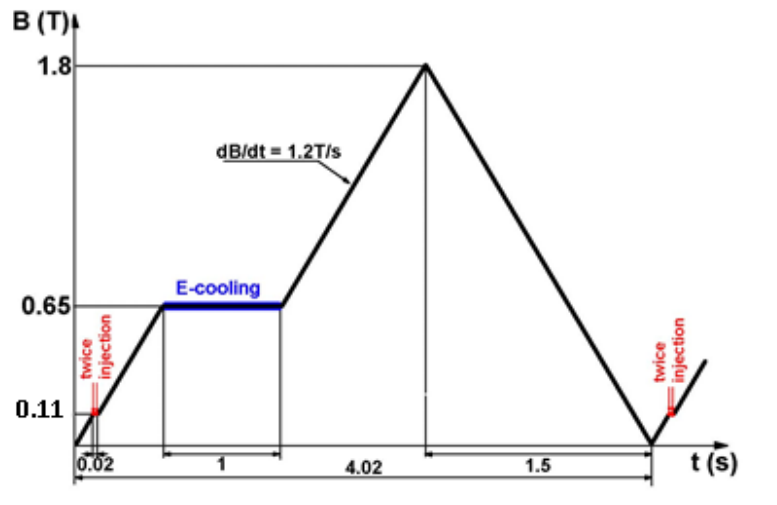 B (T)
1.8
dB/dt = 1.2T/s
E-cooling
0.65
twice
injection
twice
injection
0.11
0.02
1
4.02
1.5
t (s)